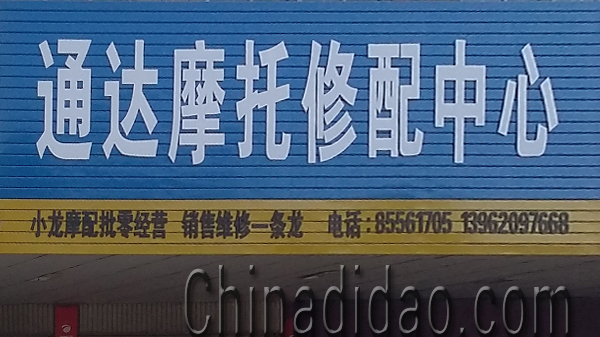 通达摩托修配中心
小龙摩配批零经营 销售维修一条龙 电话:85561705 13962097668
Chinadidao.com